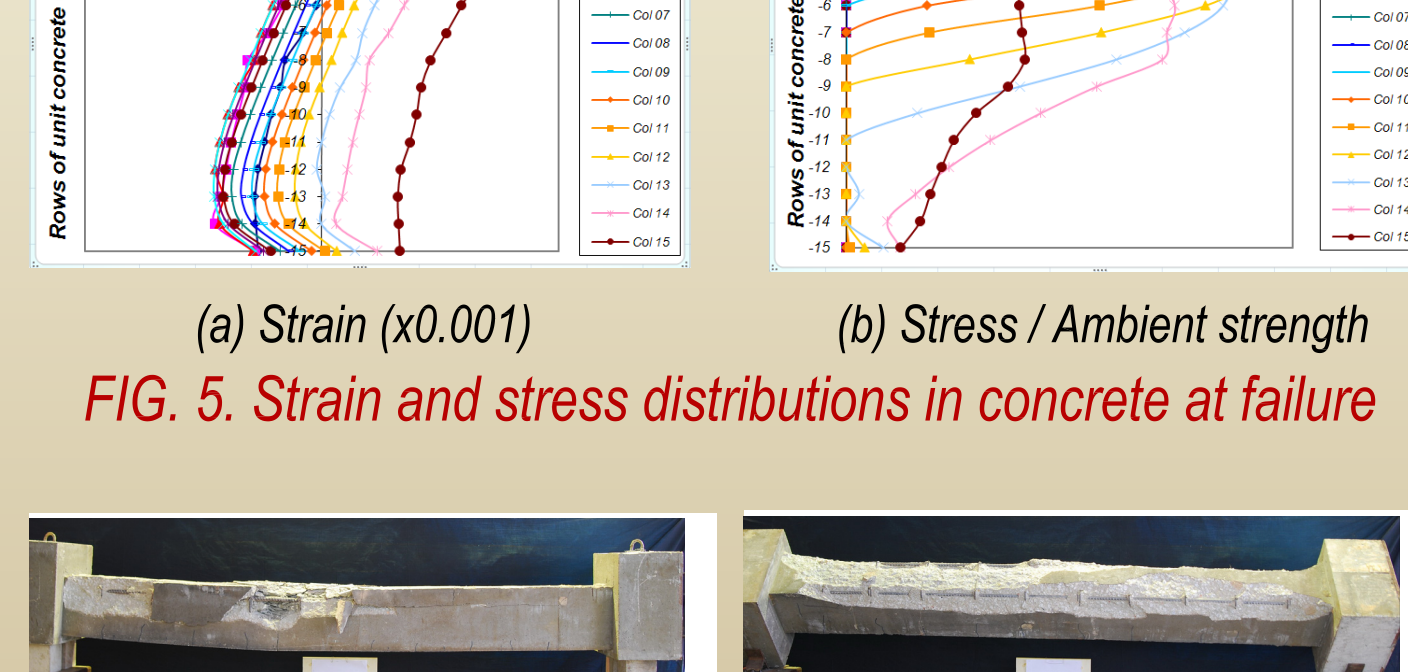 Rows of unit concrete
-6
-7
-8
-9
-10
-11
-12
-13
-14
-15
Col 07
Col 08
Col 09
Col 10
Col 11
Col 12
Col 13
Col 14
Col 15
Rows of unit concrete
-6
-7
-8
-9
-10
-11
-12
-13
-14
-15
Col 07
Col 08
Col 09
Col 10
Col 11
Col 12
Col 13
Col 14
Col 15
(a) Strain (x0.001)
(b) Stress / Ambient strength
FIG. 5. Strain and stress distributions in concrete at failure